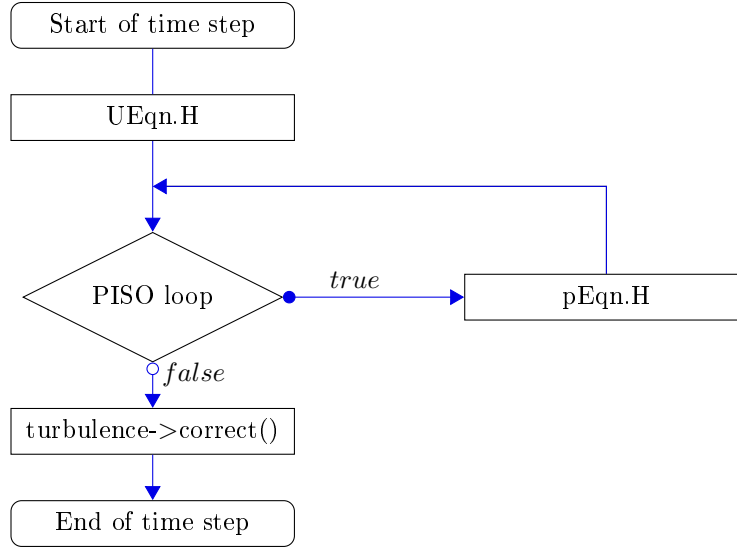 Start of time step
UEqn.H
PISO loop
true
pEqn.H
false
turbulence->correct()
End of time step